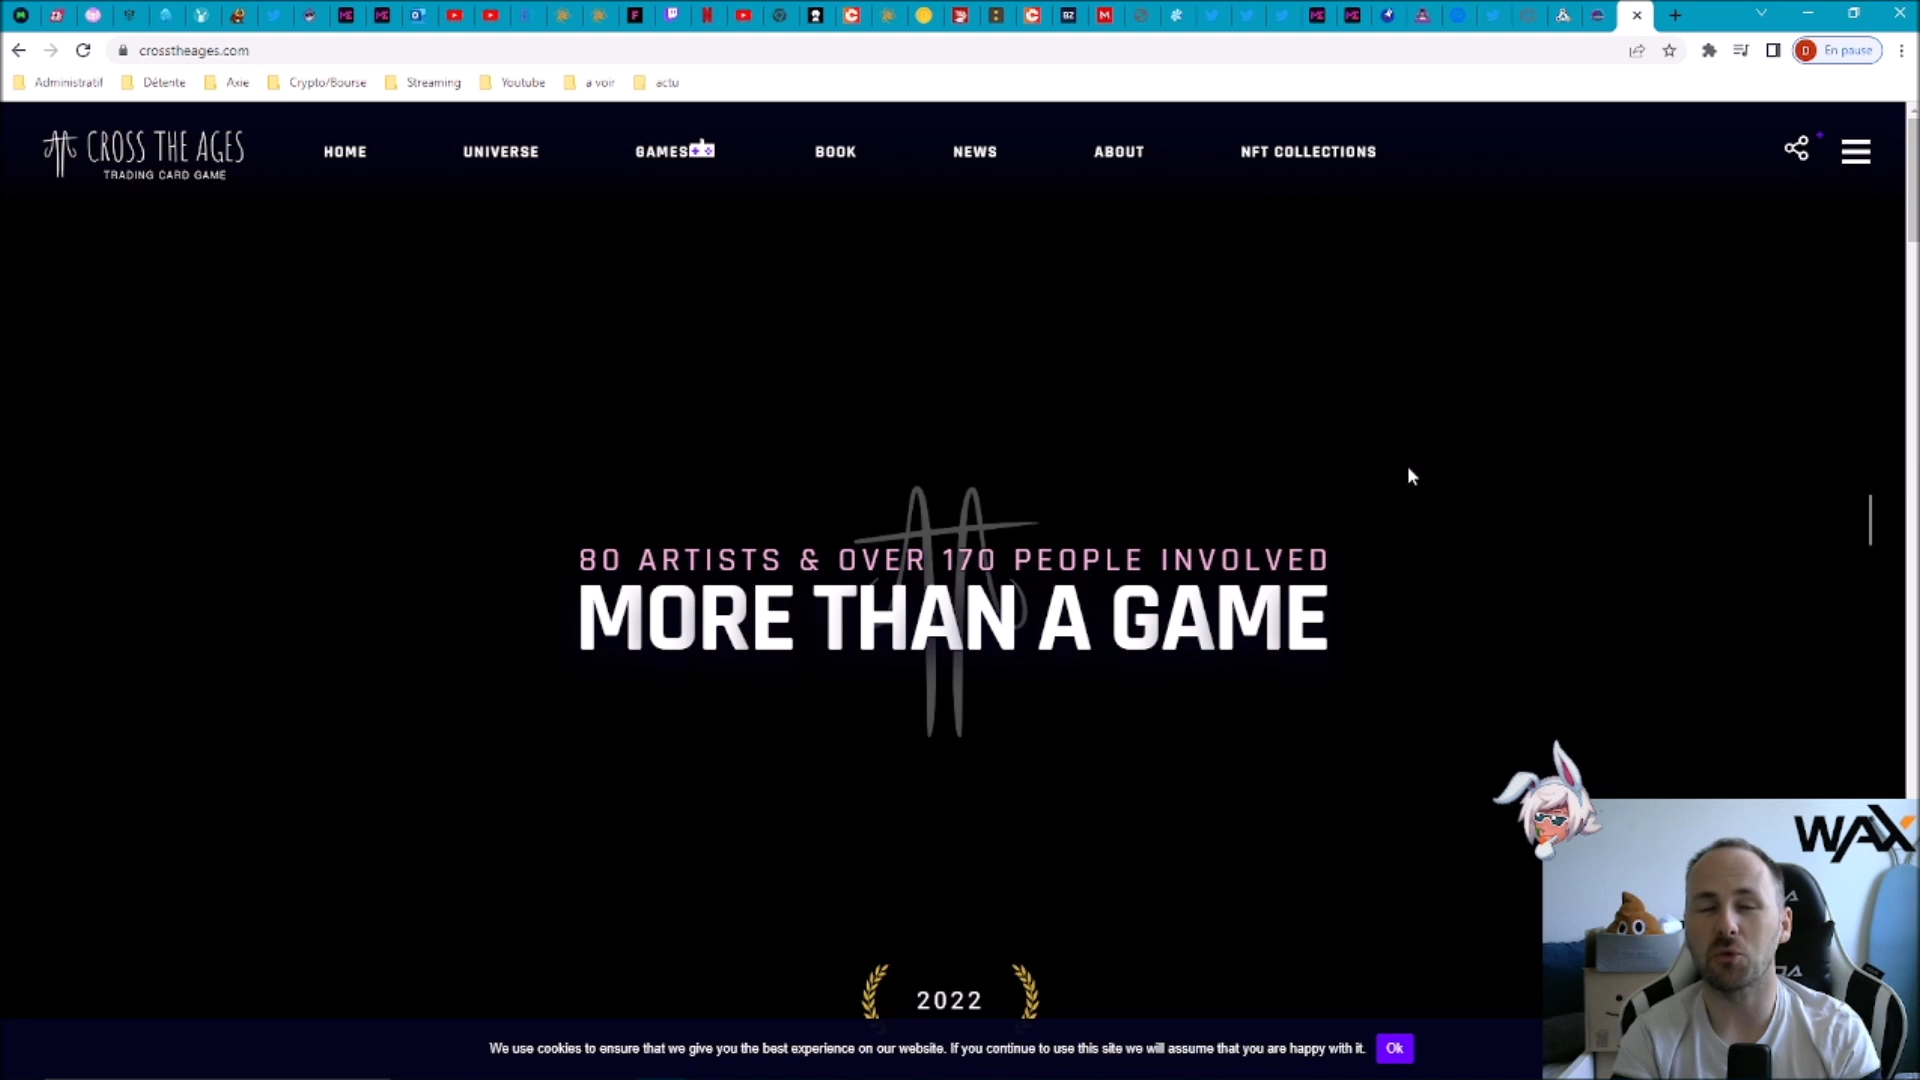 crosstheages.com
En pause
Administratif
Détente
Axie
Crypto/Bourse
Streaming
Youtube
a voir
actu
CROSS THE AGES
TRADING CARD GAME
HOME
UNIVERSE
GAMES
BOOK
NEWS
ABOUT
NFT COLLECTIONS
80 ARTISTS & OVER 170 PEOPLE INVOLVED
MORE THAN A GAME
WAX
2022
We use cookies to ensure that we give you the best experience on our website. If you continue to use this site we will assume that you are happy with it.
Ok